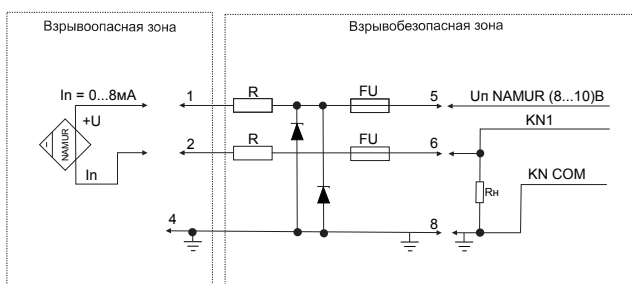 Взрывоопасная зона
Взрывобезопасная зона
In = 0...8мА
1
R
FU
5
Uп NAMUR (8...10)В
+U
KN1
NAMUR
2
R
FU
6
In
KN COM
Rн
4
8